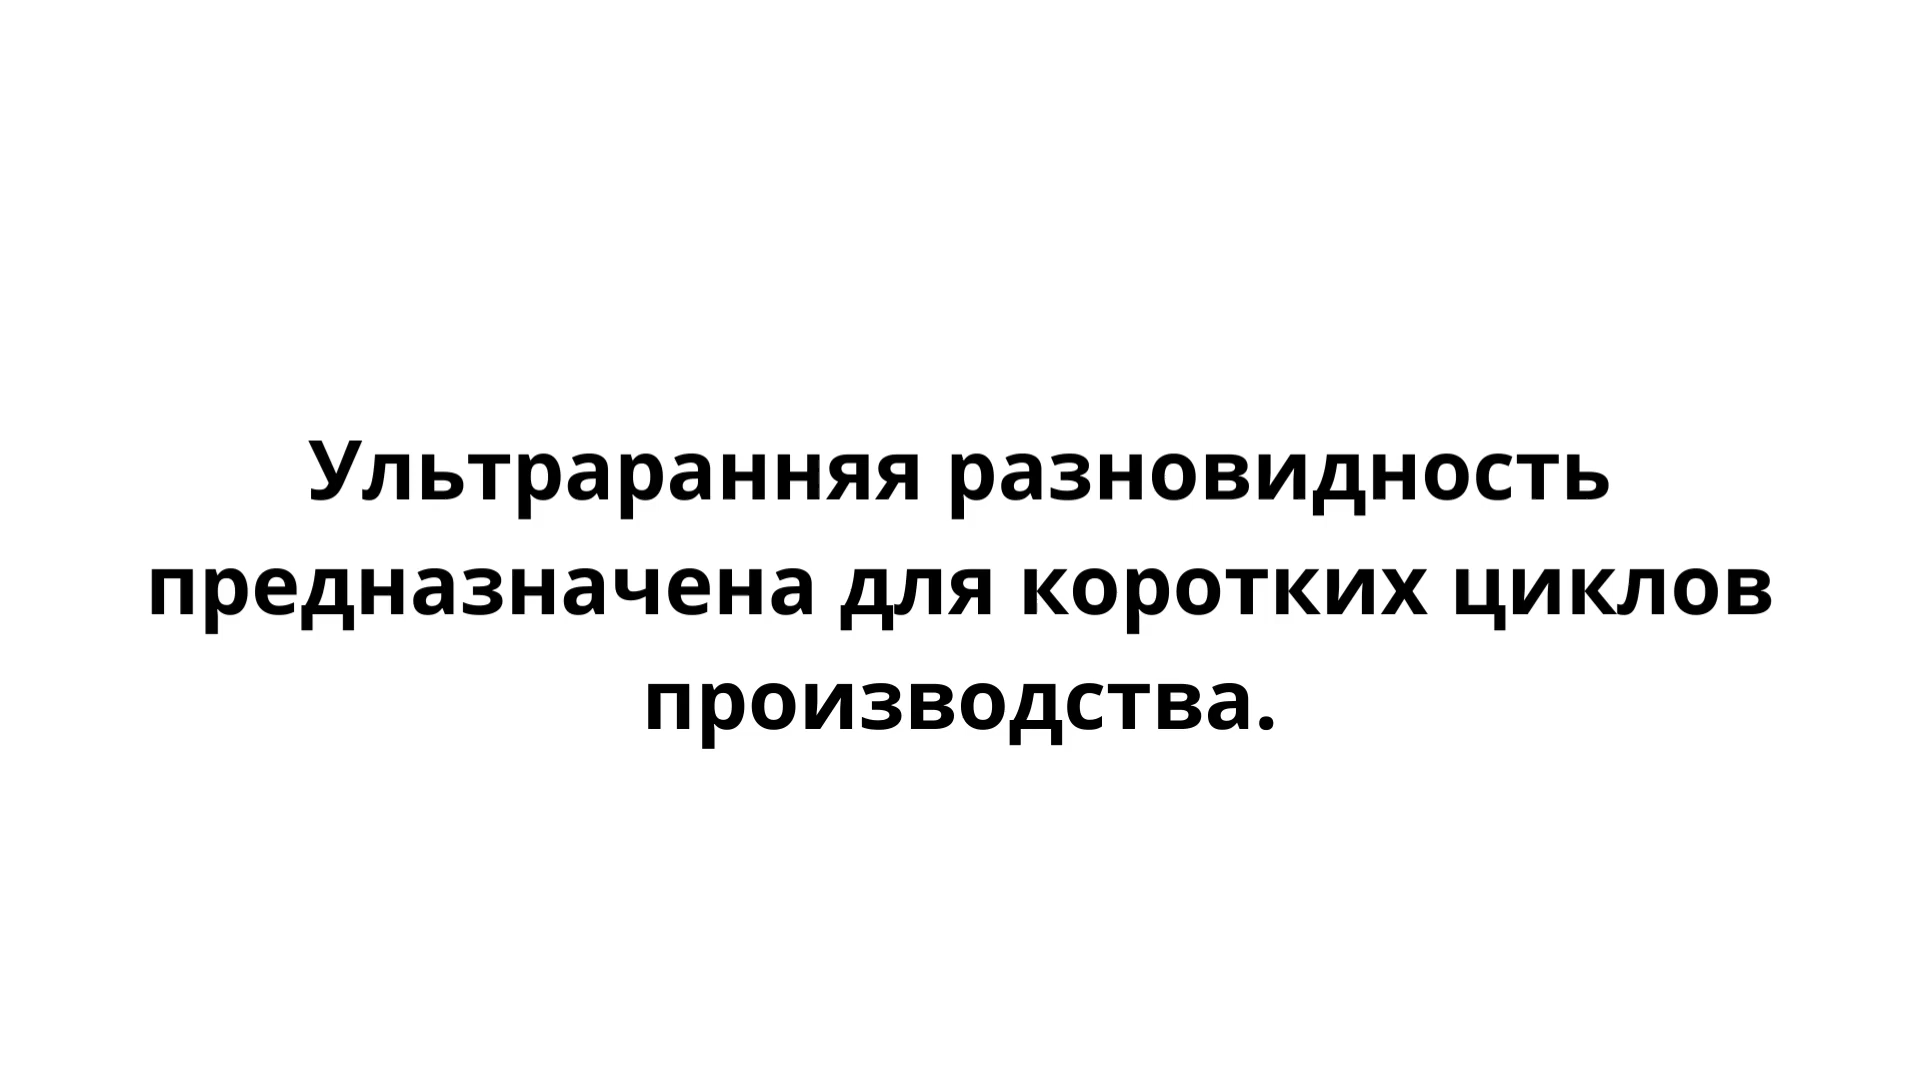 Ультраранняя разновидность
предназначена для коротких циклов
производства.